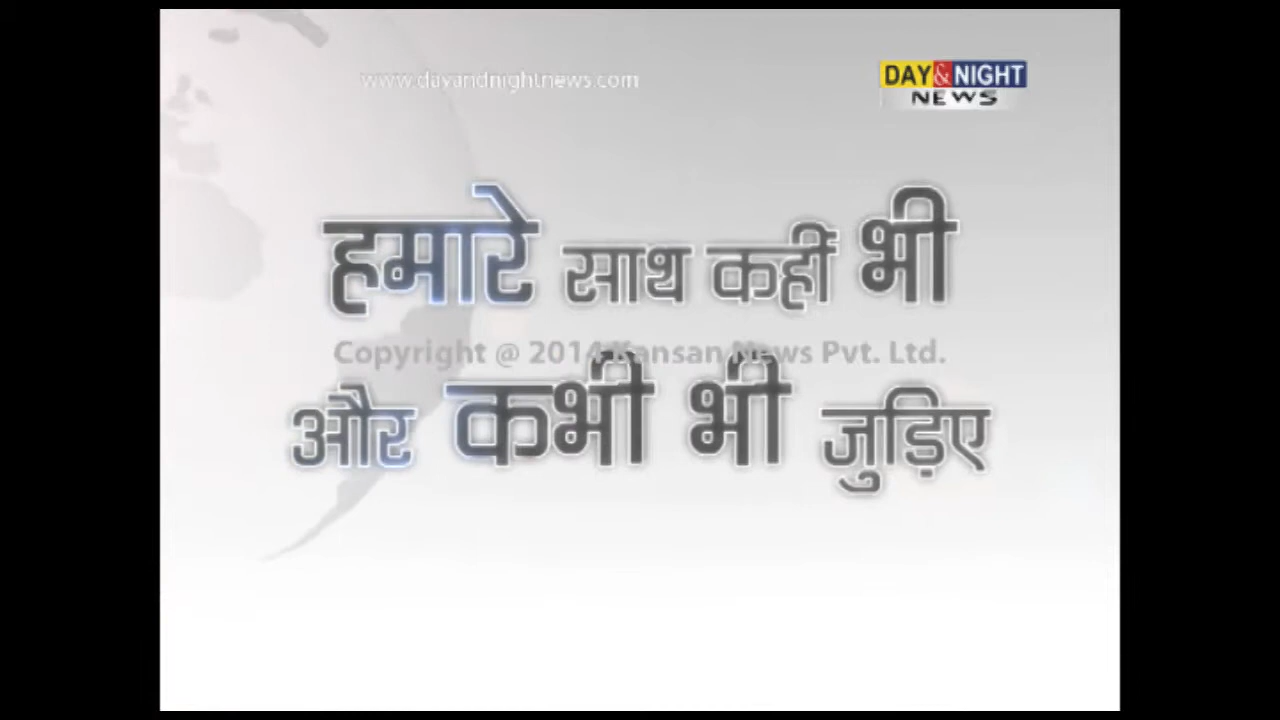 www.dayandnightnews.com
DAY & NIGHT
NEWS
हमारे साथ कहीं भी
Copyright @ 2014 Kansan News Pvt. Ltd.
और कभी भी जुड़िए